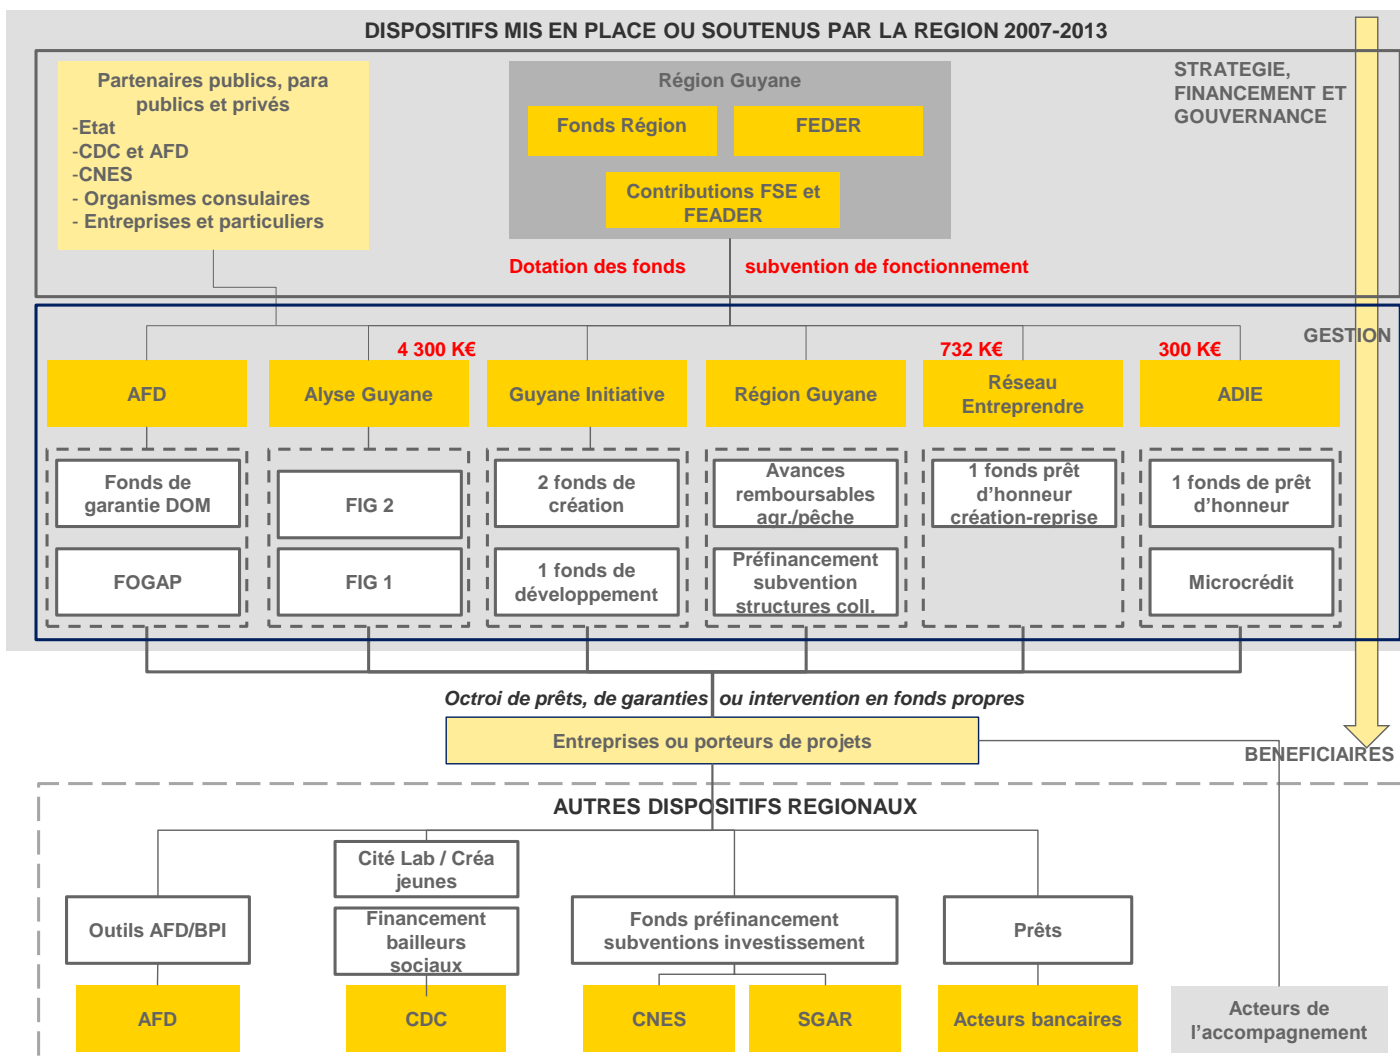 DISPOSITIFS MIS EN PLACE OU SOUTENUS PAR LA REGION 2007-2013
Partenaires publics, para
publics et privés
-Etat
-CDC et AFD
-CNES
- Organismes consulaires
- Entreprises et particuliers
Région Guyane
Fonds Région
FEDER
Contributions FSE et
FEADER
STRATEGIE,
FINANCEMENT ET
GOUVERNANCE
Dotation des fonds
subvention de fonctionnement
GESTION
4 300 K€
732 K€
300 K€
AFD
Alyse Guyane
Guyane Initiative
Région Guyane
Réseau
Entreprendre
ADIE
Fonds de
garantie DOM
FOGAP
FIG 2
FIG 1
2 fonds de
création
1 fonds de
développement
Avances
remboursables
agr./pêche
Préfinancement
subvention
structures coll.
1 fonds prêt
d'honneur
création-reprise
1 fonds de prêt
d'honneur
Microcrédit
Octroi de prêts, de garanties ou intervention en fonds propres
Entreprises ou porteurs de projets
BENEFICIAIRES
AUTRES DISPOSITIFS REGIONAUX
Cité Lab / Créa
jeunes
Outils AFD/BPI
Financement
bailleurs
sociaux
Fonds préfinancement
subventions investissement
Prêts
AFD
CDC
CNES
SGAR
Acteurs bancaires
Acteurs de
l'accompagnement